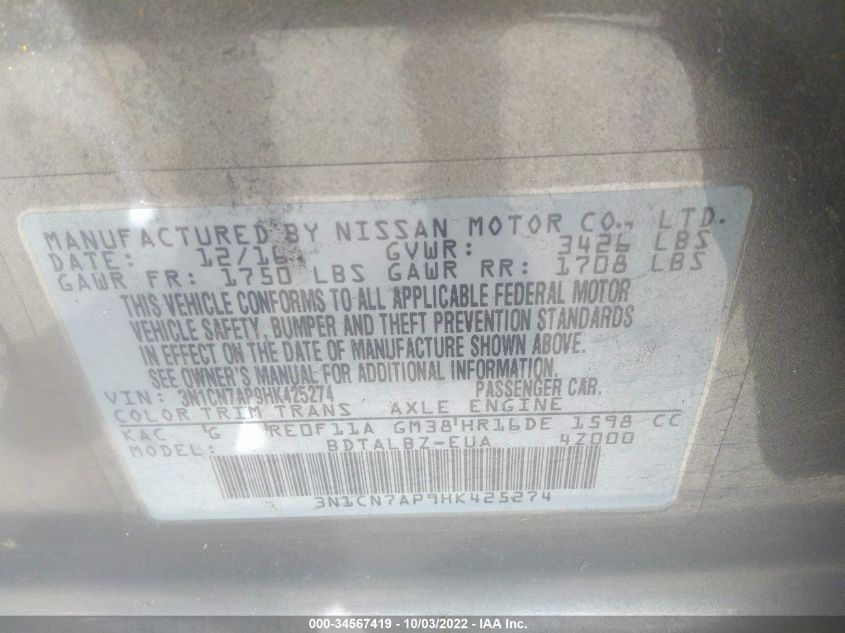 MANUFACTURED BY NISSAN MOTOR CO., LTD.
DATE: 12/16 GVWR: 3426 LBS
GAWR FR: 1750 LBS GAWR RR: 1708 LBS
THIS VEHICLE CONFORMS TO ALL APPLICABLE FEDERAL MOTOR
VEHICLE SAFETY, BUMPER AND THEFT PREVENTION STANDARDS
IN EFFECT ON THE DATE OF MANUFACTURE SHOWN ABOVE.
SEE OWNER'S MANUAL FOR ADDITIONAL INFORMATION.
VIN: 3N1CN7AP9HK425274 PASSENGER CAR.
COLOR TRIM TRANS AXLE ENGINE
KAC G RE0F11A GM38 HR16DE 1598 CC
MODEL: BDTALBZ-EUA 4Z000
3N1CN7AP9HK425274
000-34567419 - 10/03/2022 - IAA Inc.